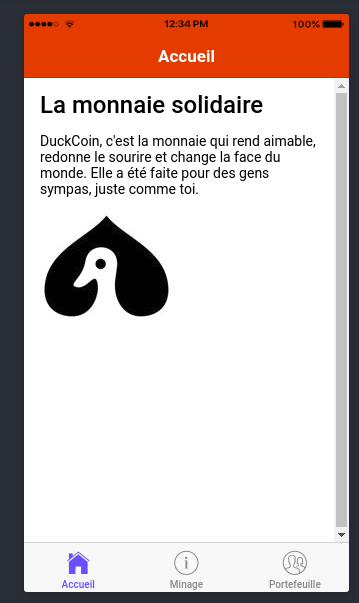 12:34 PM 100%
Accueil
La monnaie solidaire
DuckCoin, c'est la monnaie qui rend aimable,
redonne le sourire et change la face du
monde. Elle a été faite pour des gens
sympas, juste comme toi.
Accueil Minage Portefeuille